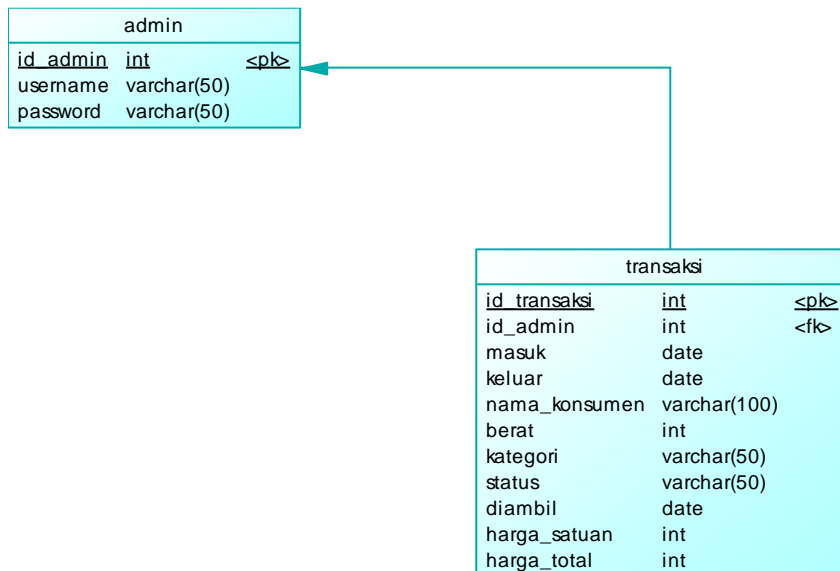 admin
id_admin int <pk>
username varchar(50)
password varchar(50)
transaksi
id_transaksi int <pk>
id_admin int <fk>
masuk date
keluar date
nama_konsumen varchar(100)
berat int
kategori varchar(50)
status varchar(50)
diambil date
harga_satuan int
harga_total int